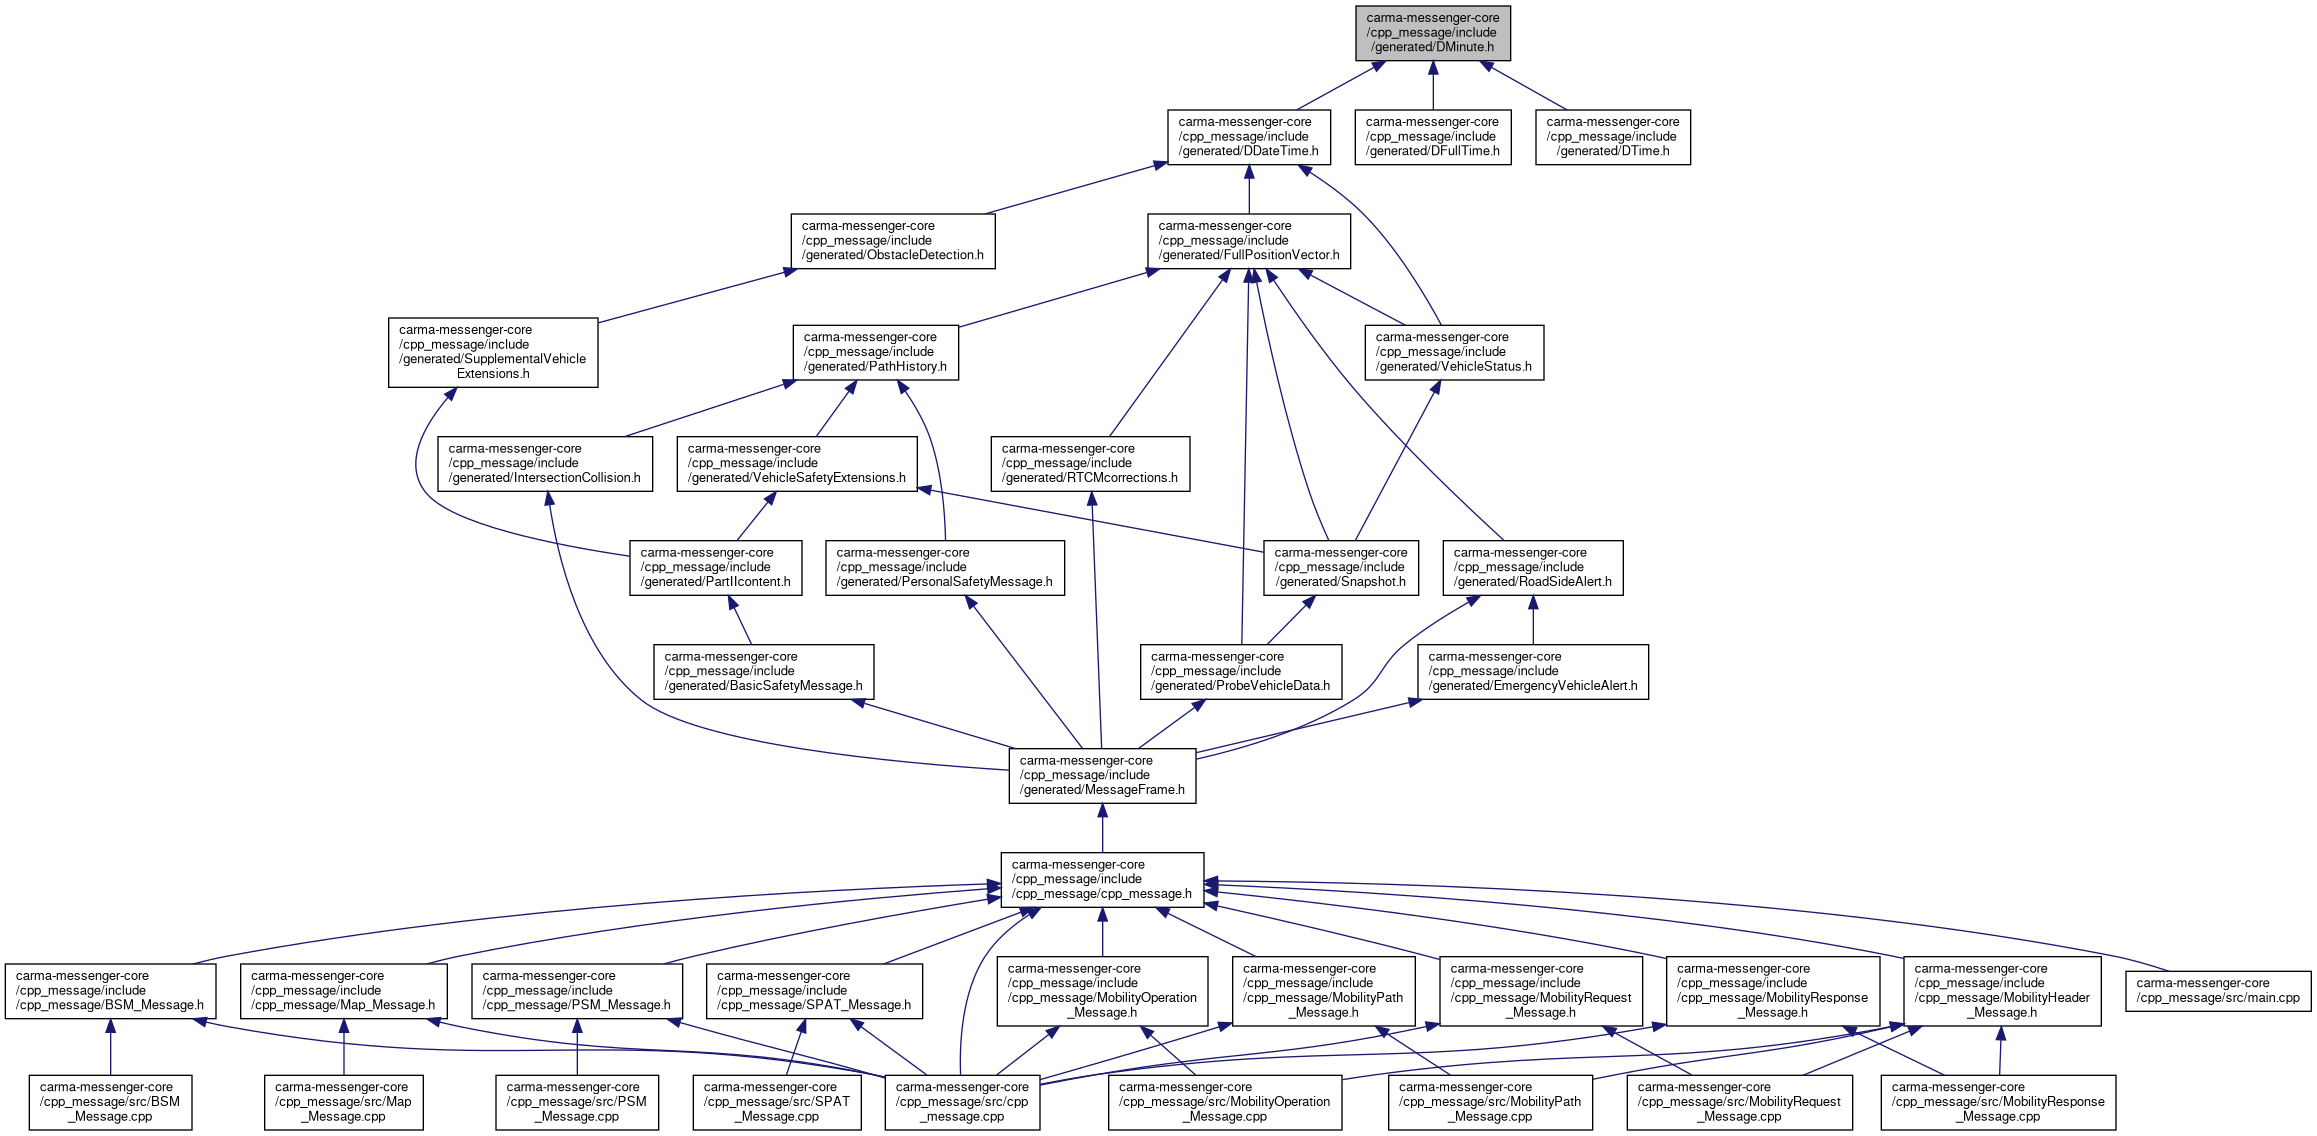 carma-messenger-core
/cpp_message/include
/generated/DMinute.h
carma-messenger-core
/cpp_message/include
/generated/DDateTime.h
carma-messenger-core
/cpp_message/include
/generated/DFullTime.h
carma-messenger-core
/cpp_message/include
/generated/DTime.h
carma-messenger-core
/cpp_message/include
/generated/ObstacleDetection.h
carma-messenger-core
/cpp_message/include
/generated/FullPositionVector.h
carma-messenger-core
/cpp_message/include
/generated/SupplementalVehicle
Extensions.h
carma-messenger-core
/cpp_message/include
/generated/PathHistory.h
carma-messenger-core
/cpp_message/include
/generated/VehicleStatus.h
carma-messenger-core
/cpp_message/include
/generated/IntersectionCollision.h
carma-messenger-core
/cpp_message/include
/generated/VehicleSafetyExtensions.h
carma-messenger-core
/cpp_message/include
/generated/RTCMcorrections.h
carma-messenger-core
/cpp_message/include
/generated/PartIIcontent.h
carma-messenger-core
/cpp_message/include
/generated/PersonalSafetyMessage.h
carma-messenger-core
/cpp_message/include
/generated/Snapshot.h
carma-messenger-core
/cpp_message/include
/generated/RoadSideAlert.h
carma-messenger-core
/cpp_message/include
/generated/BasicSafetyMessage.h
carma-messenger-core
/cpp_message/include
/generated/ProbeVehicleData.h
carma-messenger-core
/cpp_message/include
/generated/EmergencyVehicleAlert.h
carma-messenger-core
/cpp_message/include
/generated/MessageFrame.h
carma-messenger-core
/cpp_message/include
/cpp_message/cpp_message.h
carma-messenger-core
/cpp_message/include
/cpp_message/BSM_Message.h
carma-messenger-core
/cpp_message/include
/cpp_message/Map_Message.h
carma-messenger-core
/cpp_message/include
/cpp_message/PSM_Message.h
carma-messenger-core
/cpp_message/include
/cpp_message/SPAT_Message.h
carma-messenger-core
/cpp_message/include
/cpp_message/MobilityOperation
_Message.h
carma-messenger-core
/cpp_message/include
/cpp_message/MobilityPath
_Message.h
carma-messenger-core
/cpp_message/include
/cpp_message/MobilityRequest
_Message.h
carma-messenger-core
/cpp_message/include
/cpp_message/MobilityResponse
_Message.h
carma-messenger-core
/cpp_message/include
/cpp_message/MobilityHeader
_Message.h
carma-messenger-core
/cpp_message/src/main.cpp
carma-messenger-core
/cpp_message/src/BSM
_Message.cpp
carma-messenger-core
/cpp_message/src/Map
_Message.cpp
carma-messenger-core
/cpp_message/src/PSM
_Message.cpp
carma-messenger-core
/cpp_message/src/SPAT
_Message.cpp
carma-messenger-core
/cpp_message/src/cpp
_message.cpp
carma-messenger-core
/cpp_message/src/MobilityOperation
_Message.cpp
carma-messenger-core
/cpp_message/src/MobilityPath
_Message.cpp
carma-messenger-core
/cpp_message/src/MobilityRequest
_Message.cpp
carma-messenger-core
/cpp_message/src/MobilityResponse
_Message.cpp